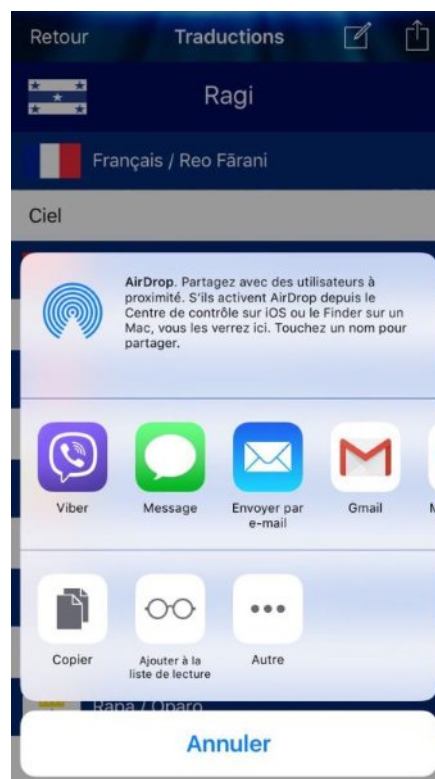 Retour
Traductions
Ragi
Français / Reo Fārani
Ciel
AirDrop. Partagez avec des utilisateurs à
proximité. S'ils activent AirDrop depuis le
Centre de contrôle sur iOS ou le Finder sur un
Mac, vous les verrez ici. Touchez un nom pour
partager.
Viber
Message
Envoyer par
e-mail
Gmail
Copier
Ajouter à la
liste de lecture
Autre
Rapa / Oparo
Annuler